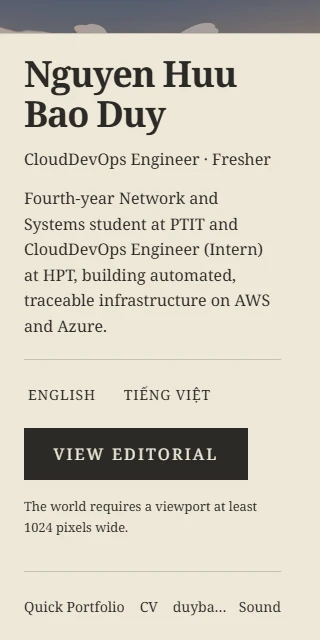 Nguyen Huu
Bao Duy
CloudDevOps Engineer · Fresher
Fourth-year Network and
Systems student at PTIT and
CloudDevOps Engineer (Intern)
at HPT, building automated,
traceable infrastructure on AWS
and Azure.
ENGLISH TIẾNG VIỆT
VIEW EDITORIAL
The world requires a viewport at least
1024 pixels wide.
Quick Portfolio CV duyba... Sound